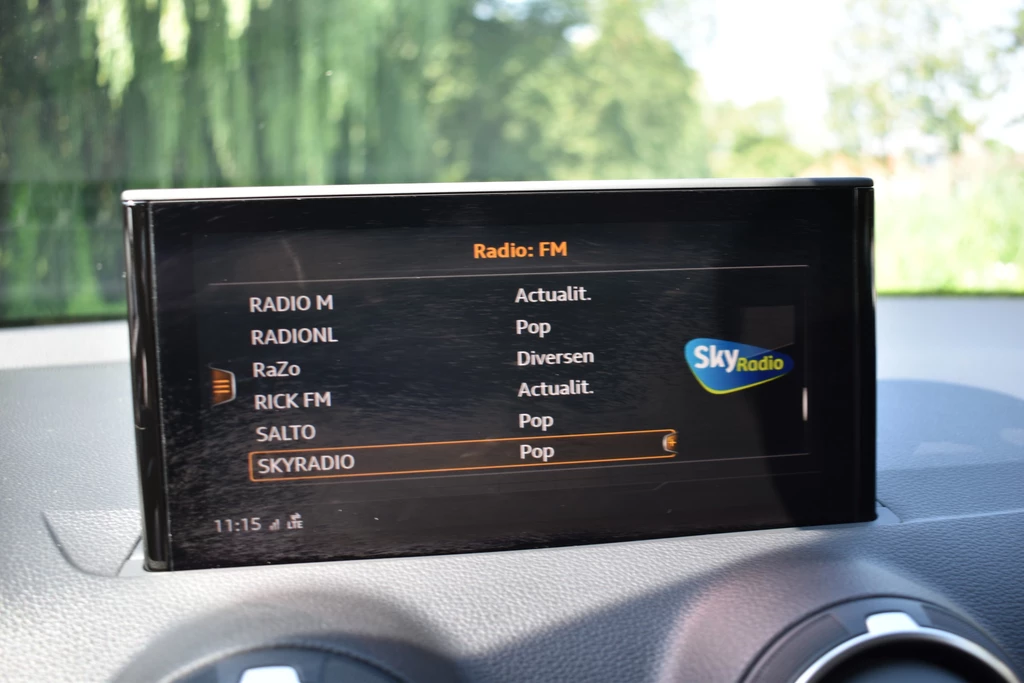 Radio: FM
RADIO M Actualit.
RADIONL Pop
RaZo Diversen
RICK FM Actualit.
SALTO Pop
SKYRADIO Pop
Sky Radio
11:15 LTE